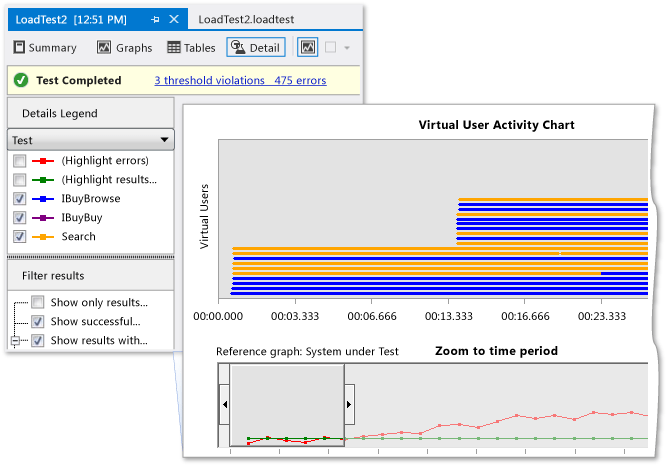 LoadTest2 [12:51 PM]
LoadTest2.loadtest
Summary
Graphs
Tables
Detail
Test Completed
3 threshold violations 475 errors
Details Legend
Test
(Highlight errors)
(Highlight results...
IBuyBrowse
IBuyBuy
Search
Filter results
Show only results...
Show successful...
Show results with...
Virtual User Activity Chart
Virtual Users
00:00.000 00:03.333 00:06.666 00:13.333 00:16.666 00:23.333
Reference graph: System under Test
Zoom to time period